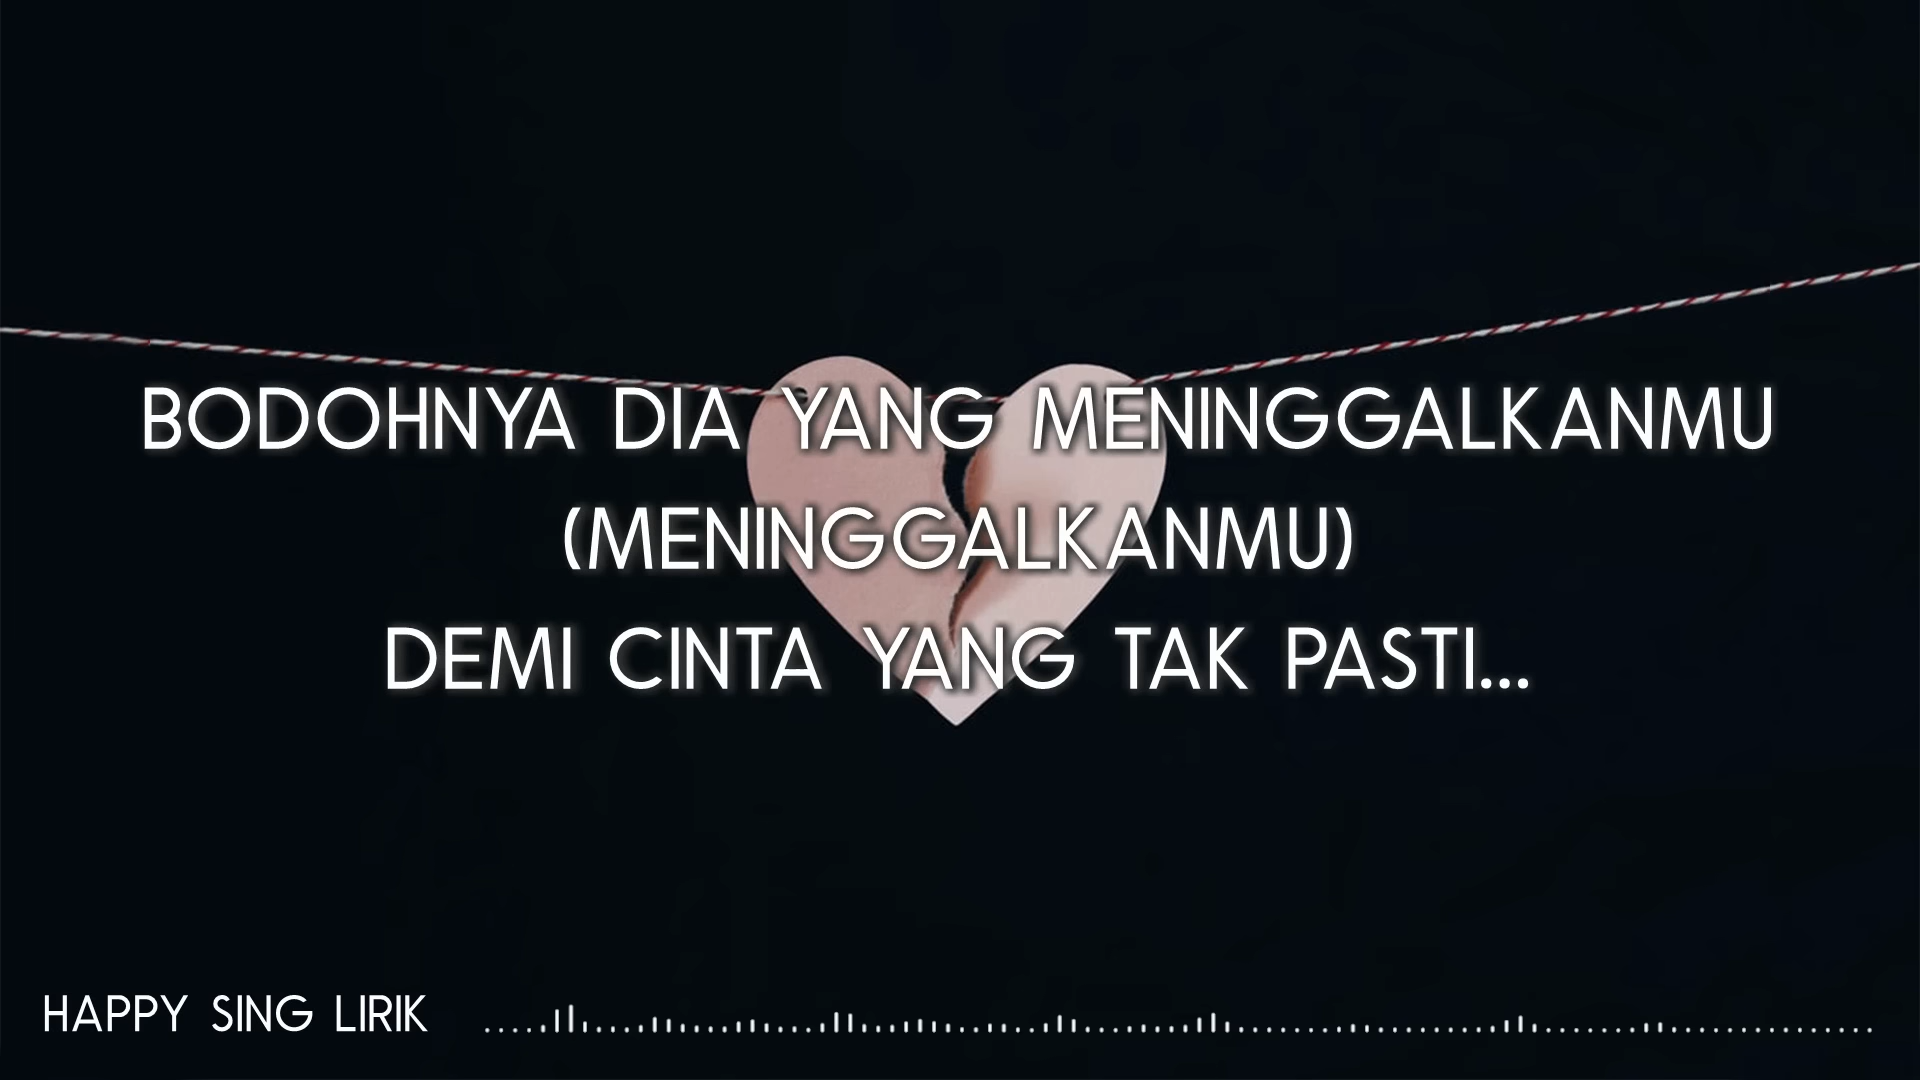 BODOHNYA DIA YANG MENINGGALKANMU
(MENINGGALKANMU)
DEMI CINTA YANG TAK PASTI...
HAPPY SING LIRIK